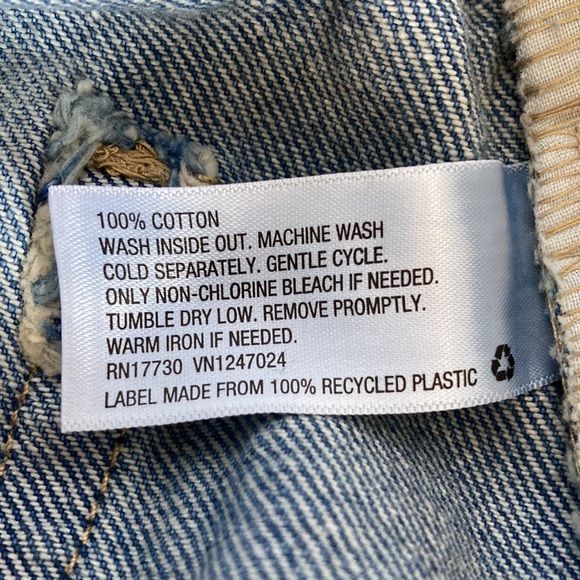 100% COTTON
WASH INSIDE OUT. MACHINE WASH
COLD SEPARATELY. GENTLE CYCLE.
ONLY NON-CHLORINE BLEACH IF NEEDED.
TUMBLE DRY LOW. REMOVE PROMPTLY.
WARM IRON IF NEEDED.
RN17730 VN1247024
LABEL MADE FROM 100% RECYCLED PLASTIC